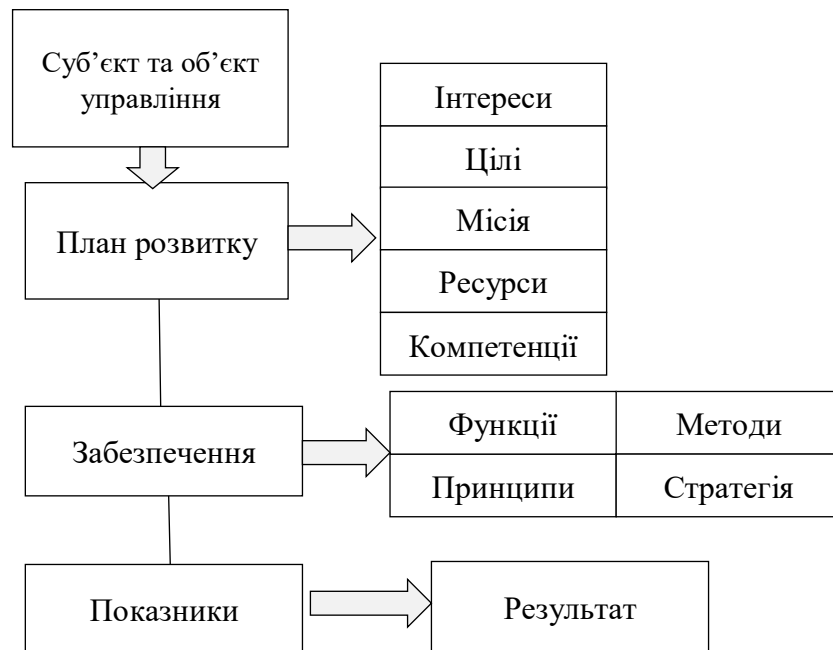 Суб’єкт та об’єкт
управління
Інтереси
Цілі
Місія
Ресурси
Компетенції
План розвитку
Забезпечення
Функції
Методи
Принципи
Стратегія
Показники
Результат